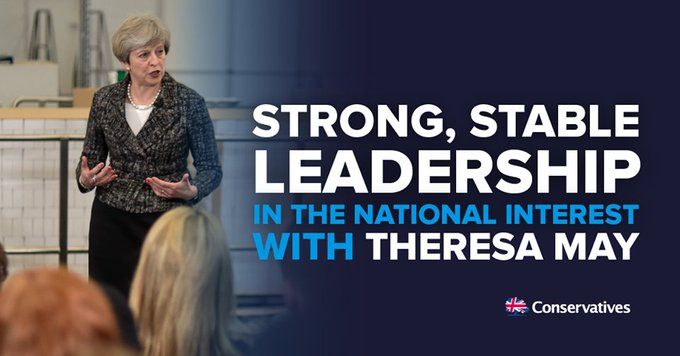 STRONG, STABLE
LEADERSHIP
IN THE NATIONAL INTEREST
WITH THERESA MAY
Conservatives